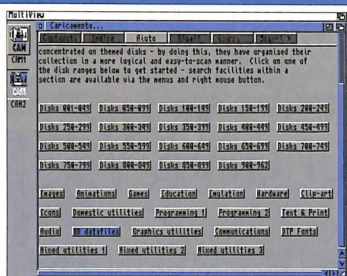 MultiView
Caricamento...
Contents Indice Aiuto
concentrated on themed disks - by doing this, they have organised their
collection in a more logical and easy-to-scan manner. Click on one of
the disk ranges below to get started - search facilities within a
section are available via the menus and right mouse button.
CAM
CAM1
CAM
CAM2
Disks 001-049 Disks 050-099 Disks 100-149 Disks 150-199 Disks 200-249
Disks 250-299 Disks 300-349 Disks 350-399 Disks 400-449 Disks 450-499
Disks 500-549 Disks 550-599 Disks 600-649 Disks 650-699 Disks 700-749
Disks 750-799 Disks 800-849 Disks 850-899 Disks 900-962
Images Animations Games Education Emulation Hardware Clip-art
Icons Domestic utilities Programming 1 Programming 2 Text & Print
Audio 3D datafiles Graphics utilities Communications DTP Fonts
Mixed utilities 1 Mixed utilities 2 Mixed utilities 3